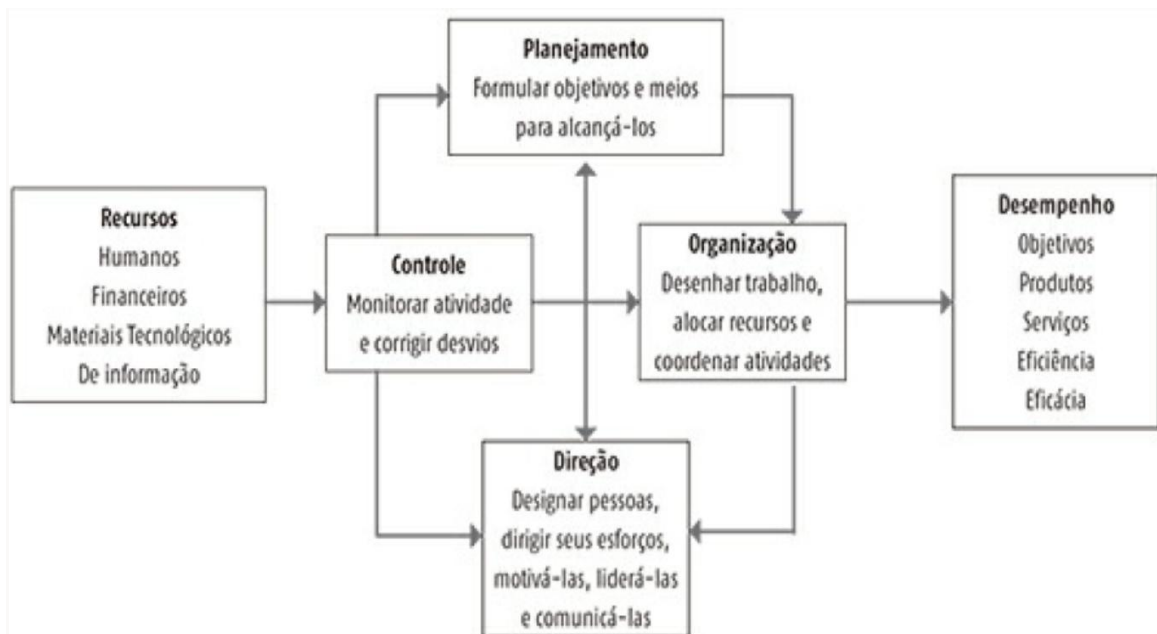 Planejamento
Formular objetivos e meios
para alcançá-los
Recursos
Humanos
Financeiros
Materiais Tecnológicos
De informação
Controle
Monitorar atividade
e corrigir desvios
Organização
Desenhar trabalho,
alocar recursos e
coordenar atividades
Desempenho
Objetivos
Produtos
Serviços
Eficiência
Eficácia
Direção
Designar pessoas,
dirigir seus esforços,
motivá-las, liderá-las
e comunicá-las